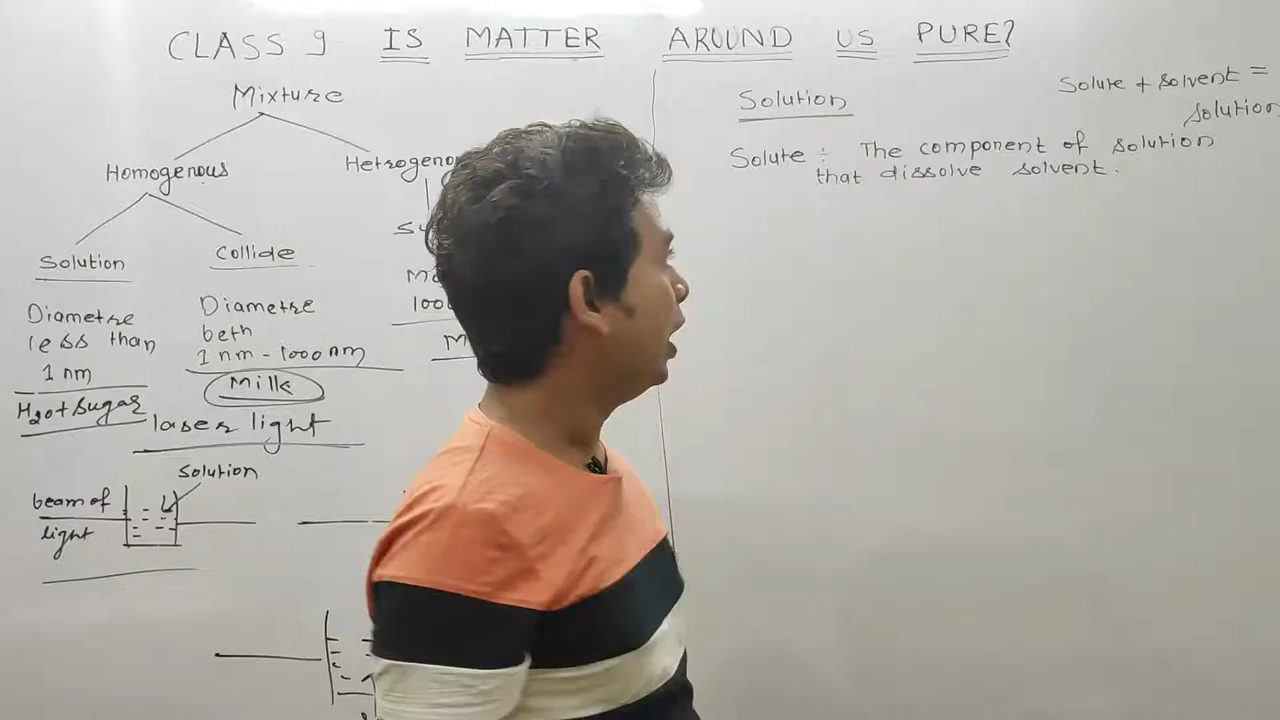 CLASS 9 IS MATTER AROUND US PURE?
Mixture
Homogenous
Hetrogeno
Solution
Collide
Diametre
less than
1 nm
H2O + Sugar
Diametre
beth
1 nm - 1000 nm
Milk
laser light
solution
beam of
light
100
M
Solution
Solute + solvent =
solution
Solute ÷ The component of solution
that dissolve solvent.